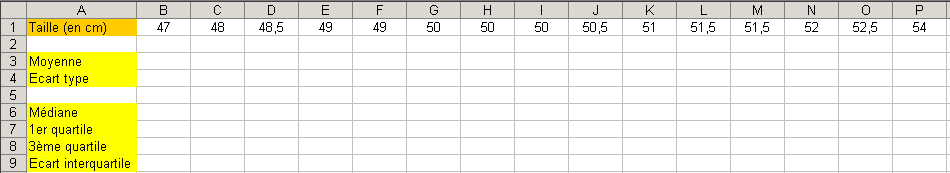 A B C D E F G H I J K L M N O P
1 Taille (en cm) 47 48 48,5 49 49 50 50 50 50,5 51 51,5 51,5 52 52,5 54
2
3 Moyenne
4 Ecart type
5
6 Médiane
7 1er quartile
8 3ème quartile
9 Ecart interquartile